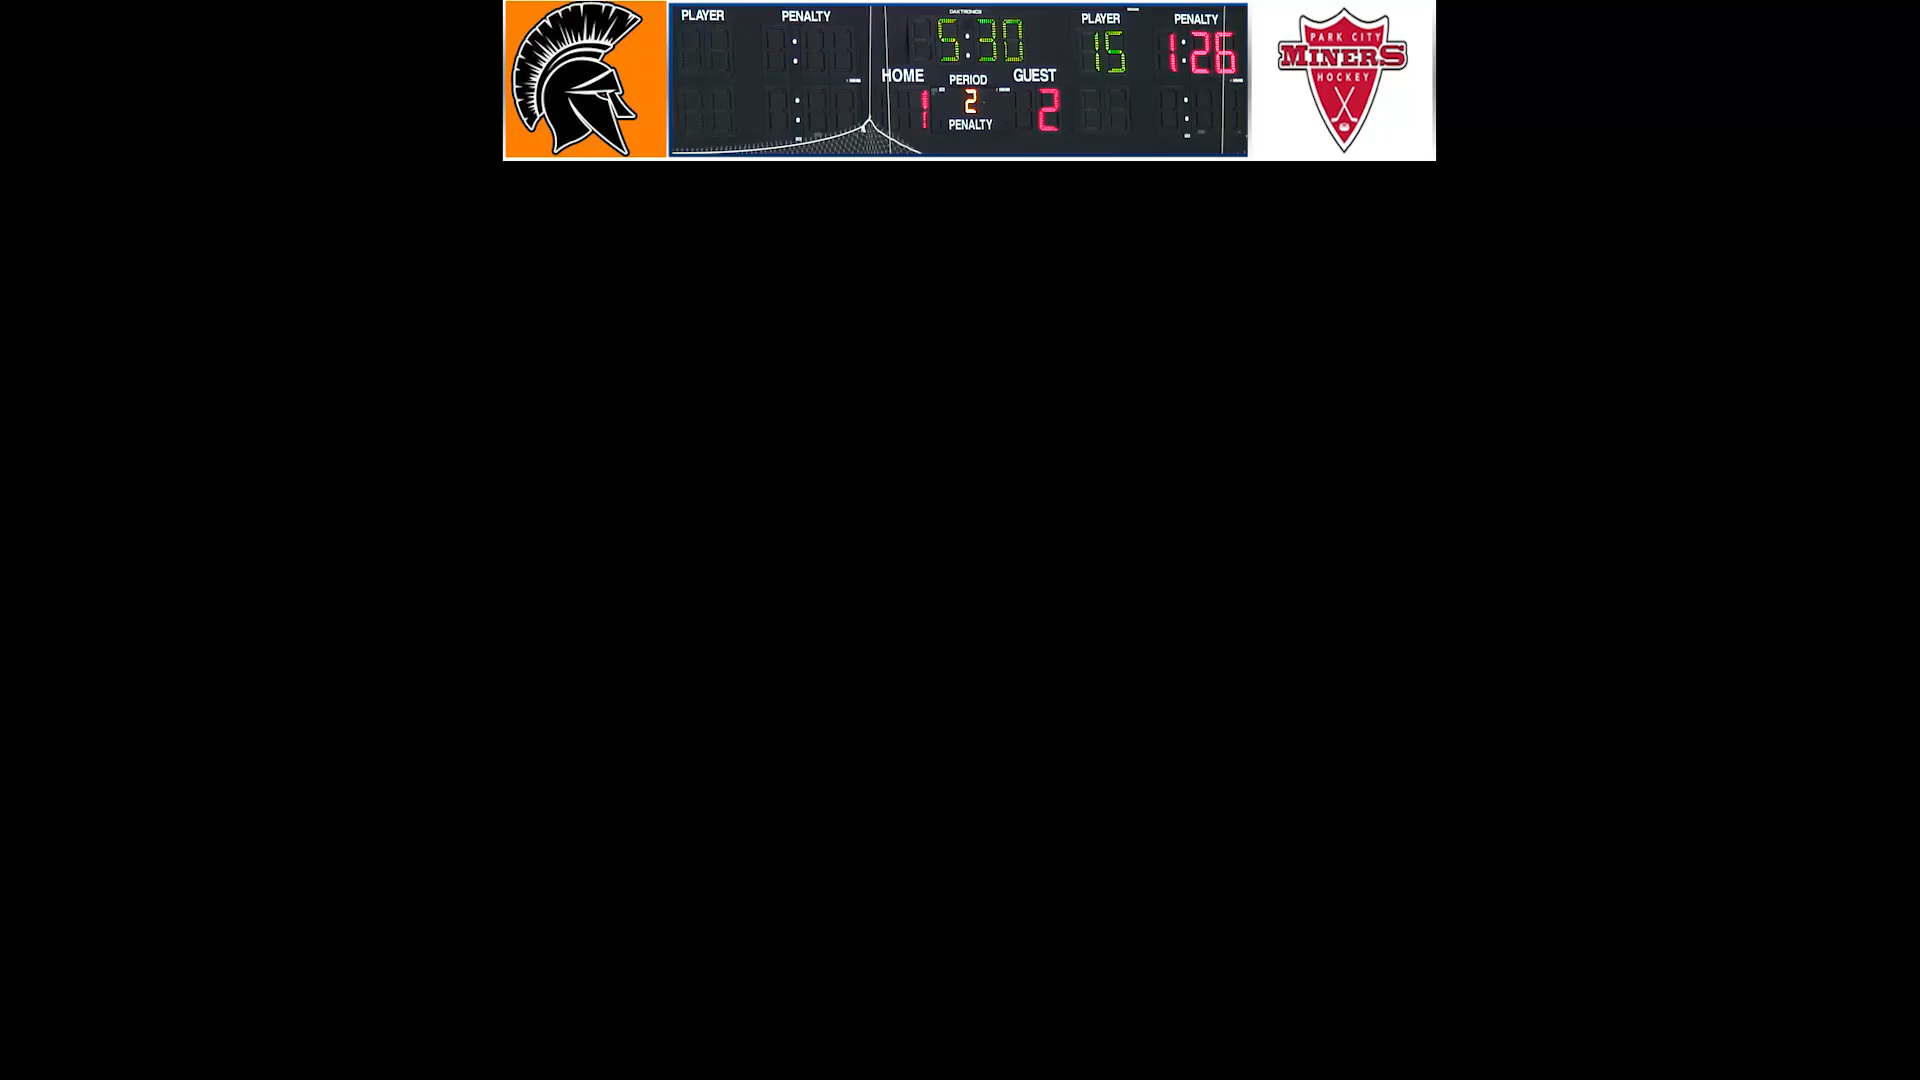 PLAYER PENALTY
DAKTRONICS
5:30
PLAYER PENALTY
15 1:26
HOME PERIOD GUEST
1 2 2
PENALTY
PARK CITY
MINERS
HOCKEY